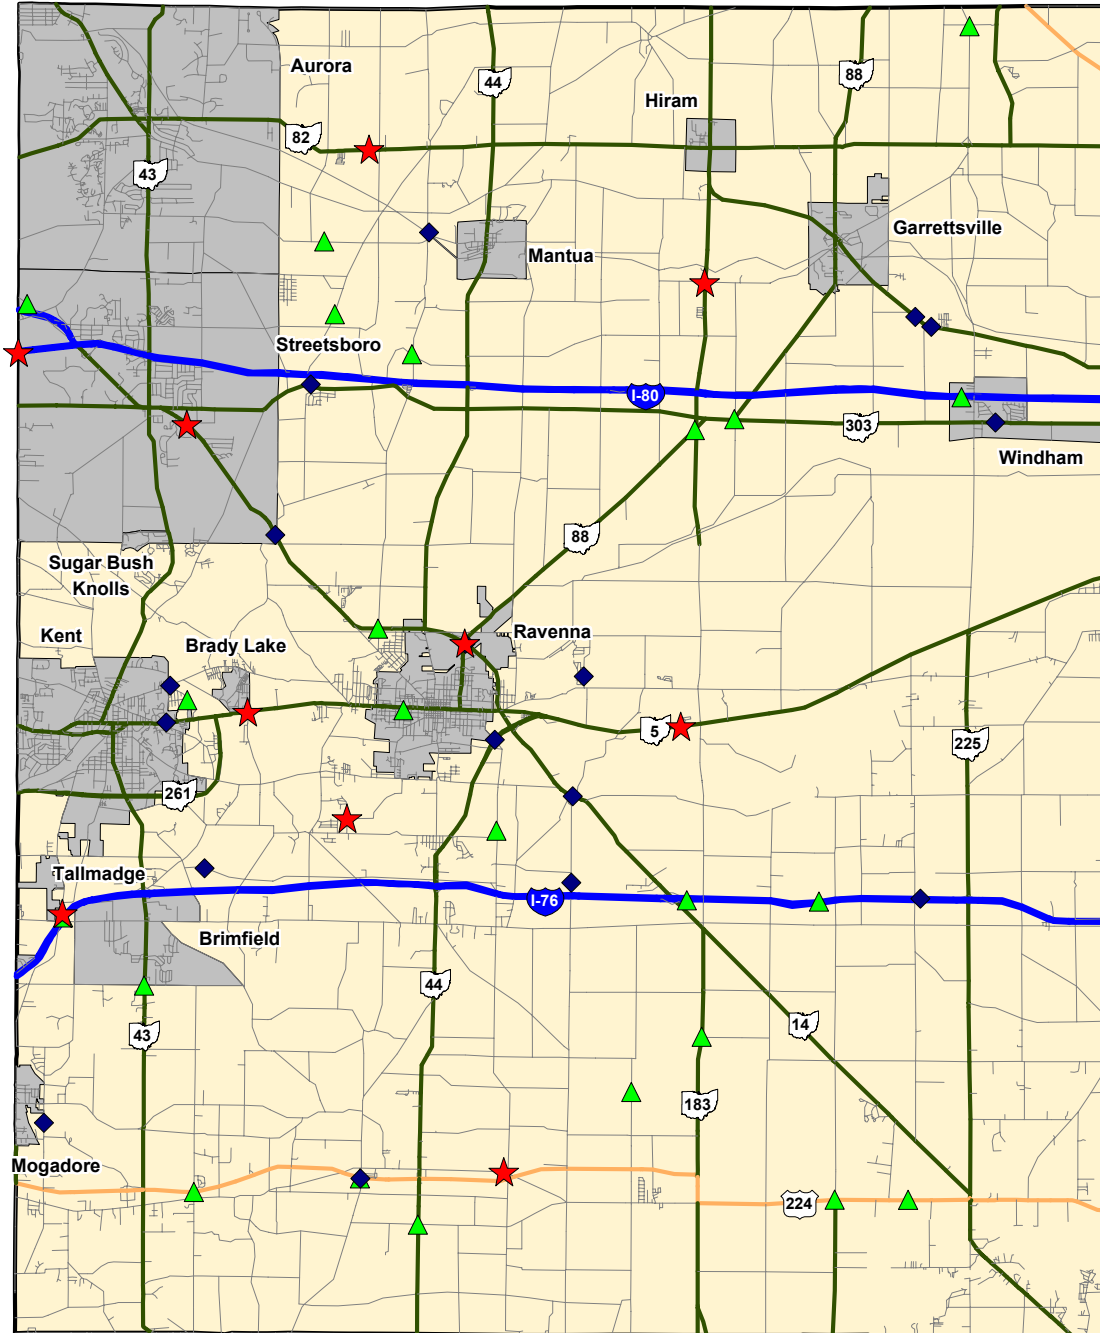 Aurora
44
88
Hiram
82
43
Garrettsville
Mantua
Streetsboro
I-80
303
Windham
88
Sugar Bush
Knolls
Kent
Ravenna
Brady Lake
5
225
261
Tallmadge
I-76
Brimfield
44
14
43
183
Mogadore
224